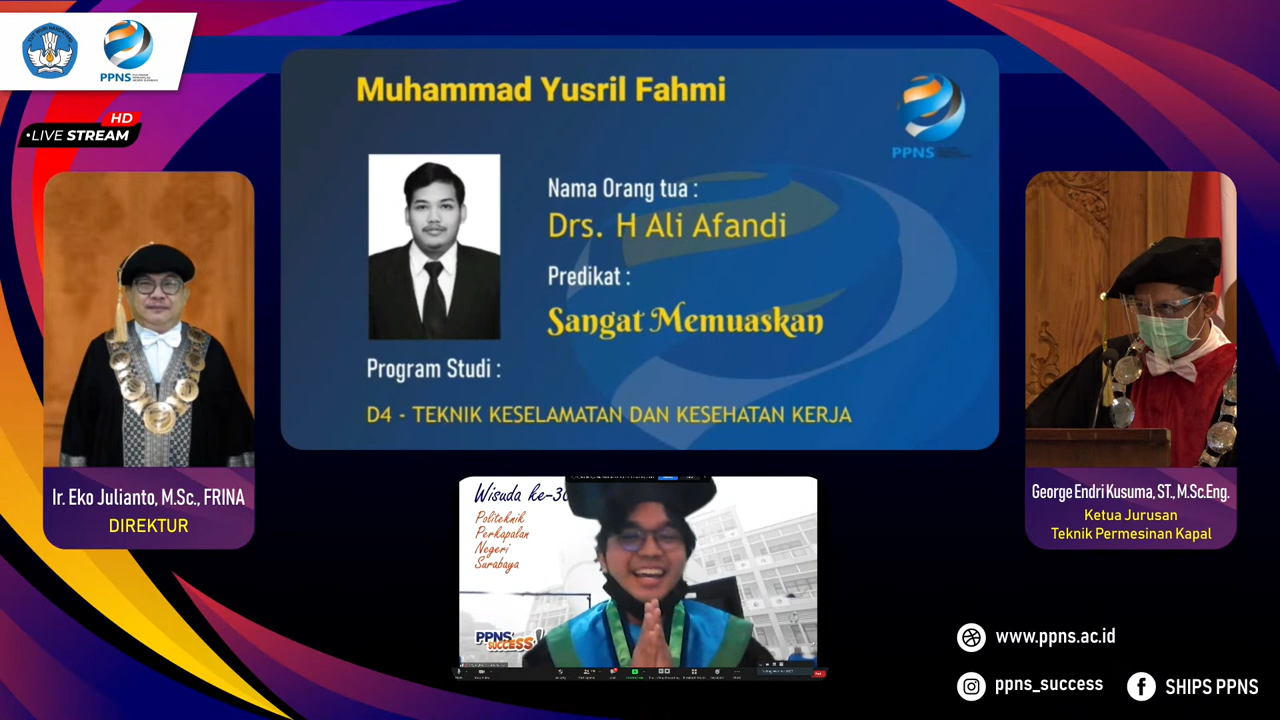 PPNS
HD
•LIVE STREAM
Muhammad Yusril Fahmi
PPNS
Nama Orang tua :
Drs. H Ali Afandi
Predikat :
Sangat Memuaskan
Program Studi :
D4 - TEKNIK KESELAMATAN DAN KESEHATAN KERJA
Ir. Eko Julianto, M.Sc., FRINA
DIREKTUR
George Endri Kusuma, ST., M.Sc.Eng.
Ketua Jurusan
Teknik Permesinan Kapal
Wisuda ke-30
Politeknik
Perkapalan
Negeri
Surabaya
PPNS
SUCCESS!
www.ppns.ac.id
ppns_success
SHIPS PPNS